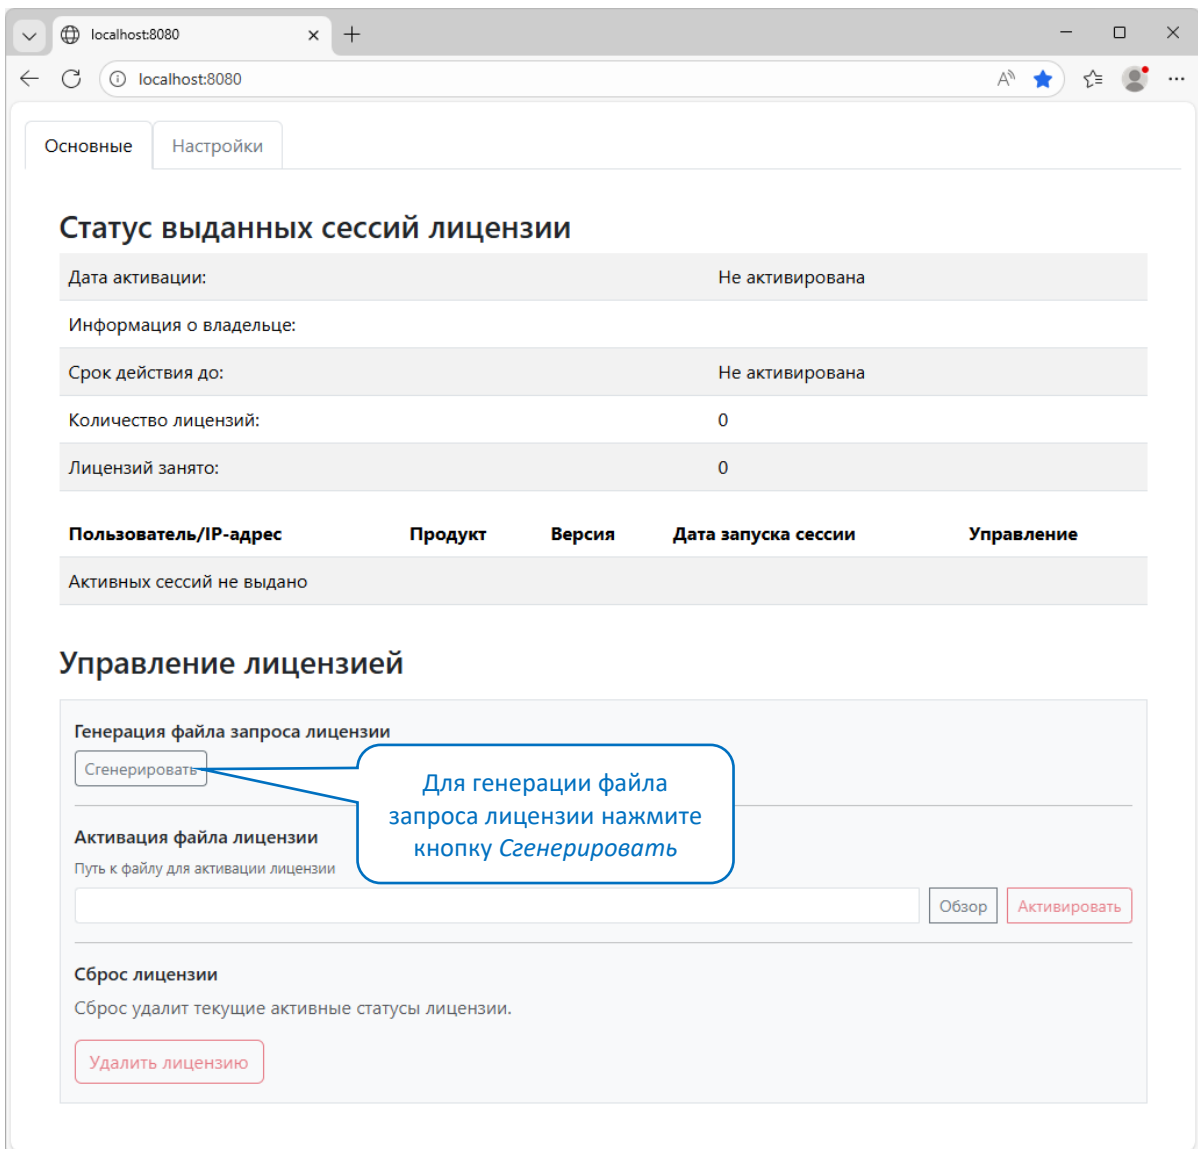 localhost:8080
localhost:8080
Основные Настройки
Статус выданных сессий лицензии
Дата активации: Не активирована
Информация о владельце:
Срок действия до: Не активирована
Количество лицензий: 0
Лицензий занято: 0
Пользователь/IP-адрес Продукт Версия Дата запуска сессии Управление
Активных сессий не выдано
Управление лицензией
Генерация файла запроса лицензии
Сгенерировать
Для генерации файла
запроса лицензии нажмите
кнопку Сгенерировать
Активация файла лицензии
Путь к файлу для активации лицензии
Обзор Активировать
Сброс лицензии
Сброс удалит текущие активные статусы лицензии.
Удалить лицензию